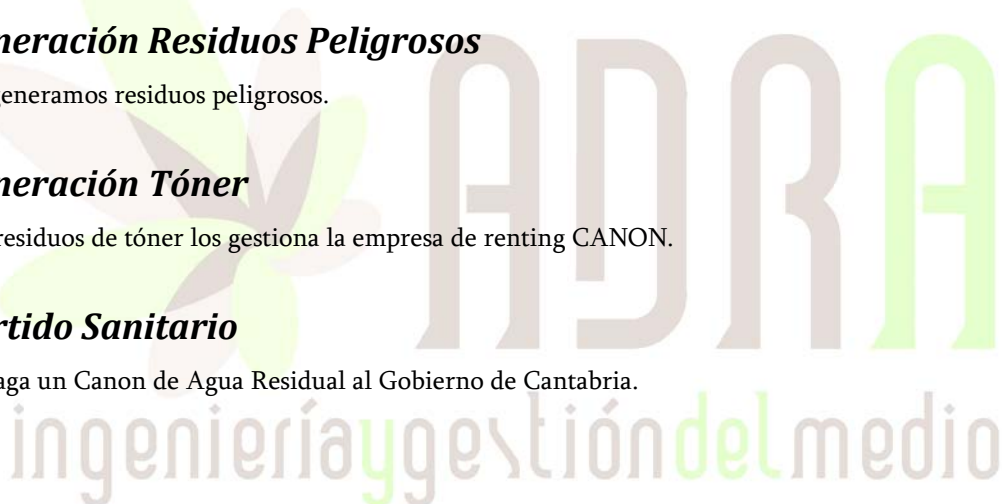 neración Residuos Peligrosos
generamos residuos peligrosos.
neración Tóner
residuos de tóner los gestiona la empresa de renting CANON.
rtido Sanitario
aga un Canon de Agua Residual al Gobierno de Cantabria.
ADRA
ingenieríaygestióndelmedio